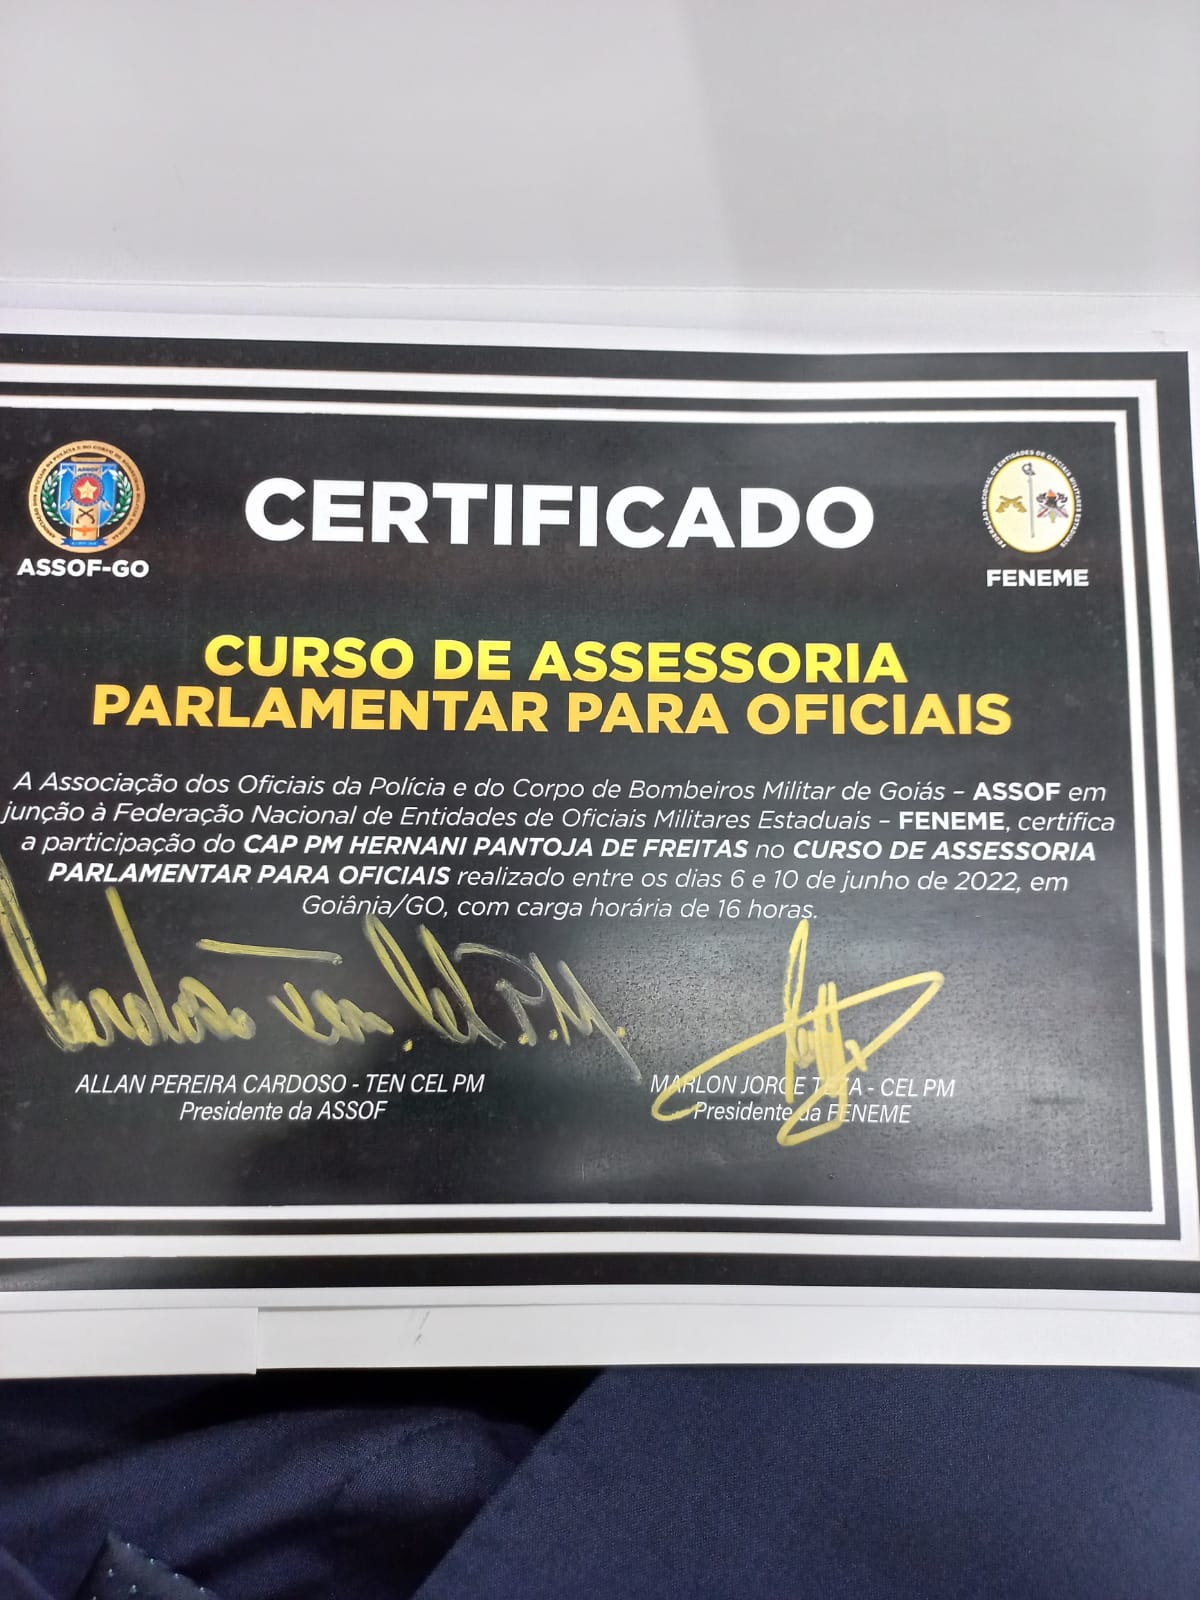 CERTIFICADO
ASSOF-GO
FENEME
CURSO DE ASSESSORIA
PARLAMENTAR PARA OFICIAIS
A Associação dos Oficiais da Polícia e do Corpo de Bombeiros Militar de Goiás – ASSOF em
junção à Federação Nacional de Entidades de Oficiais Militares Estaduais – FENEME, certifica
a participação do CAP PM HERNANI PANTOJA DE FREITAS no CURSO DE ASSESSORIA
PARLAMENTAR PARA OFICIAIS realizado entre os dias 6 e 10 de junho de 2022, em
Goiânia/GO, com carga horária de 16 horas.
ALLAN PEREIRA CARDOSO - TEN CEL PM
Presidente da ASSOF
MARLON JORGE TEZA - CEL PM
Presidente da FENEME